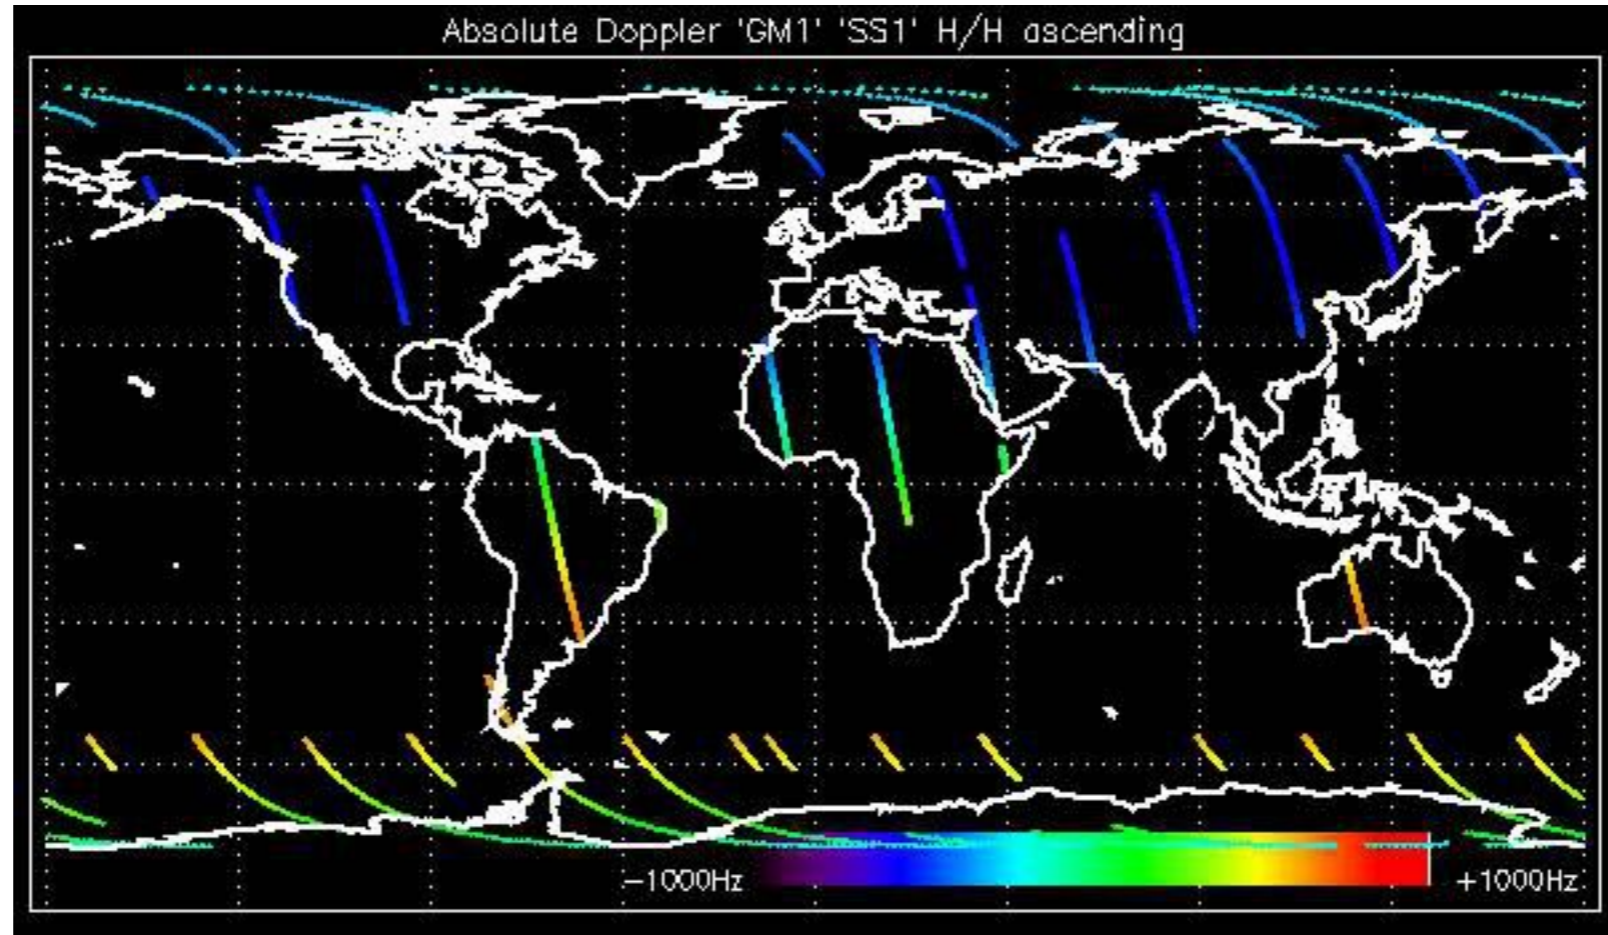 Absolute Doppler 'GM1' 'SS1' H/H ascending
−1000Hz
+1000Hz